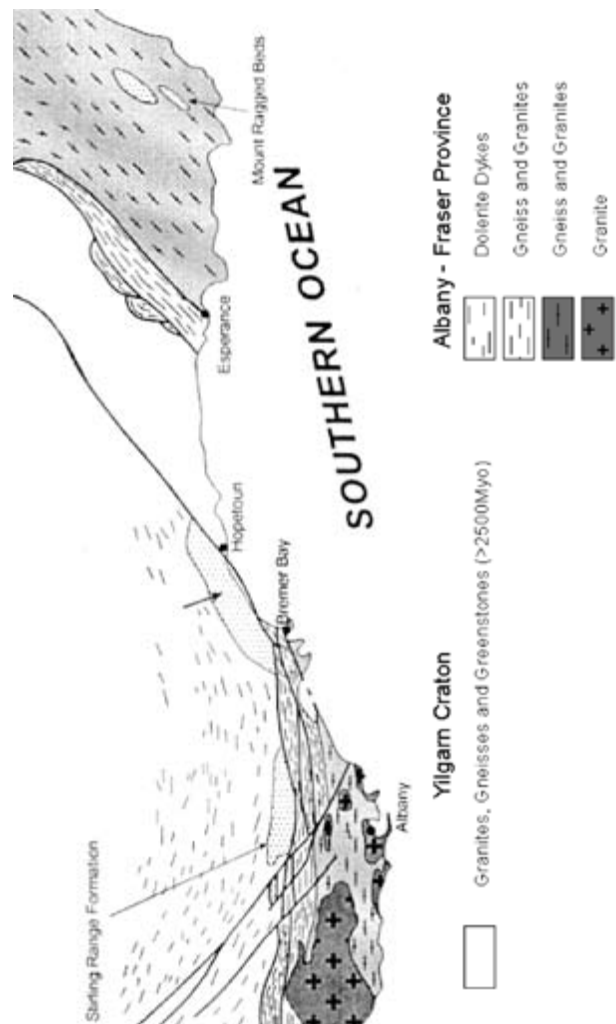 Stirling Range Formation
Mount Ragged Beds
Esperance
Hopetoun
Bremer Bay
Albany
SOUTHERN OCEAN
Yilgarn Craton
Granites, Gneisses and Greenstones (>2500Myo)
Albany - Fraser Province
Dolerite Dykes
Gneiss and Granites
Gneiss and Granites
Granite